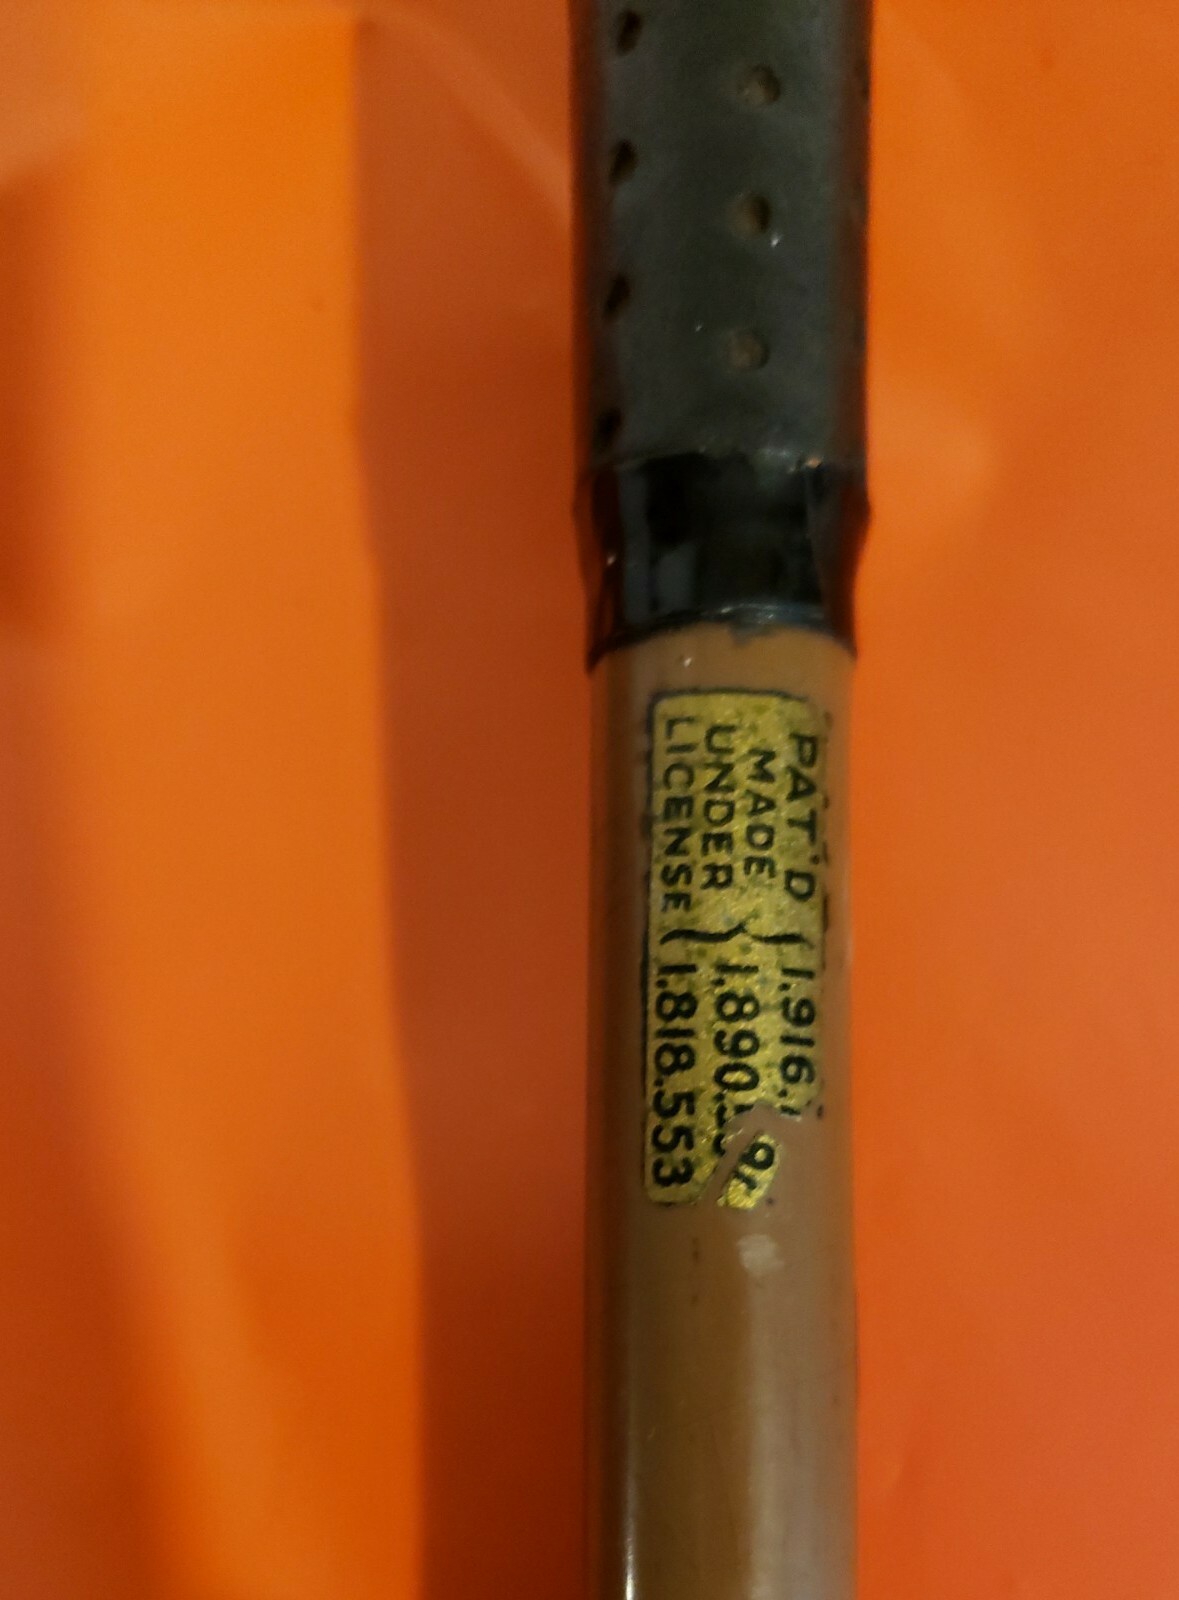 PAT'D ( 1.916.
MADE )
UNDER ) 1.890.
LICENSE ( 1.818.553